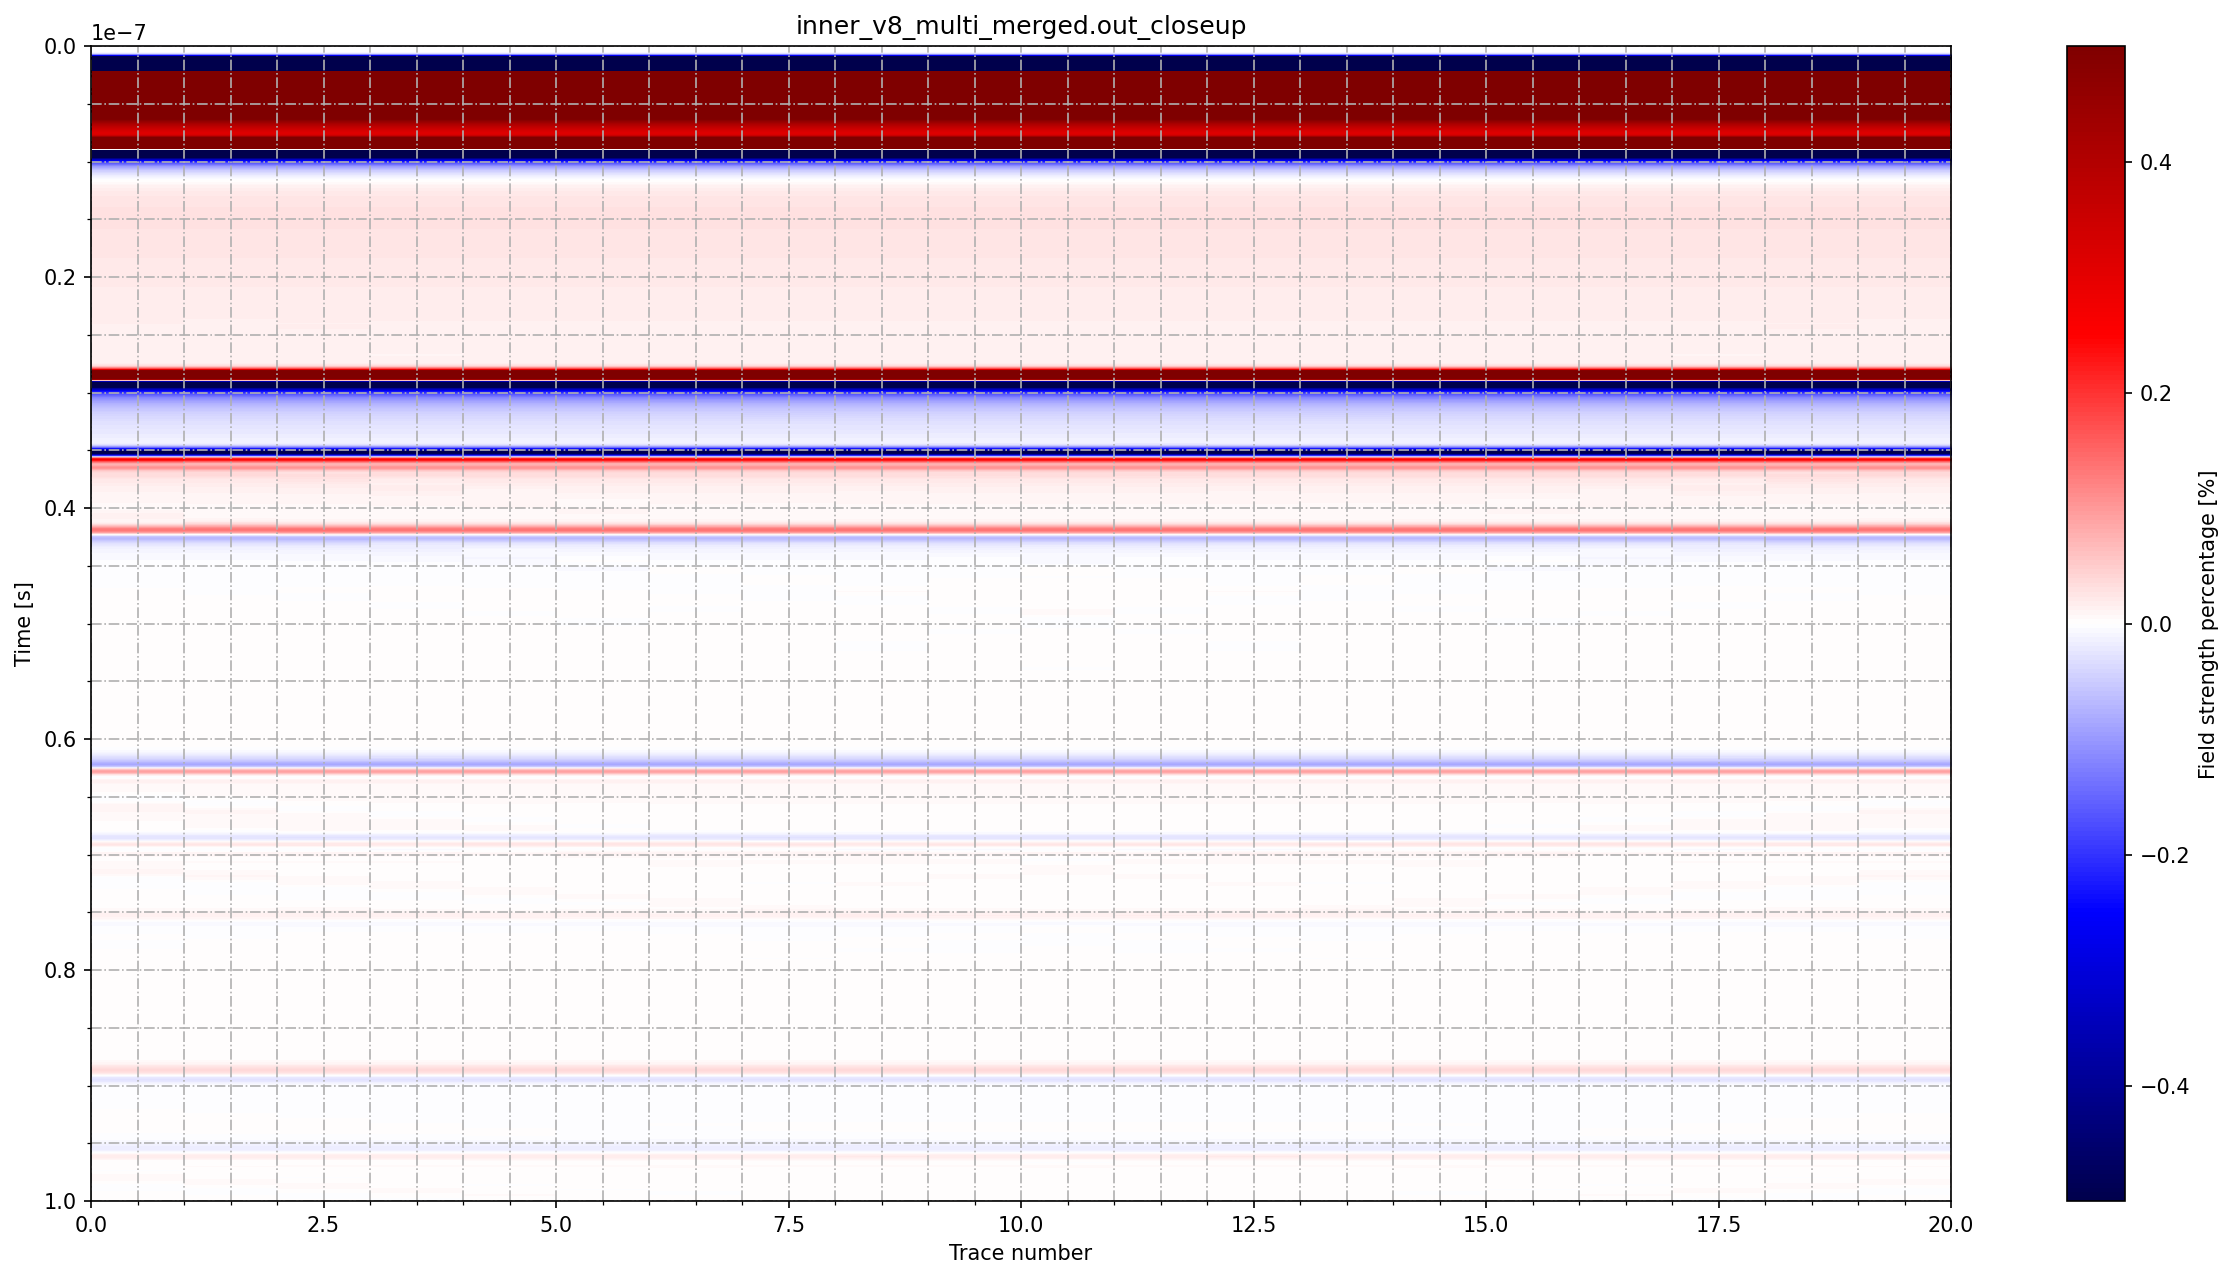 inner_v8_multi_merged.out_closeup
1e−7
0.0
0.2
0.4
0.6
0.8
1.0
Time [s]
0.0 2.5 5.0 7.5 10.0 12.5 15.0 17.5 20.0
Trace number
0.4
0.2
0.0
−0.2
−0.4
Field strength percentage [%]